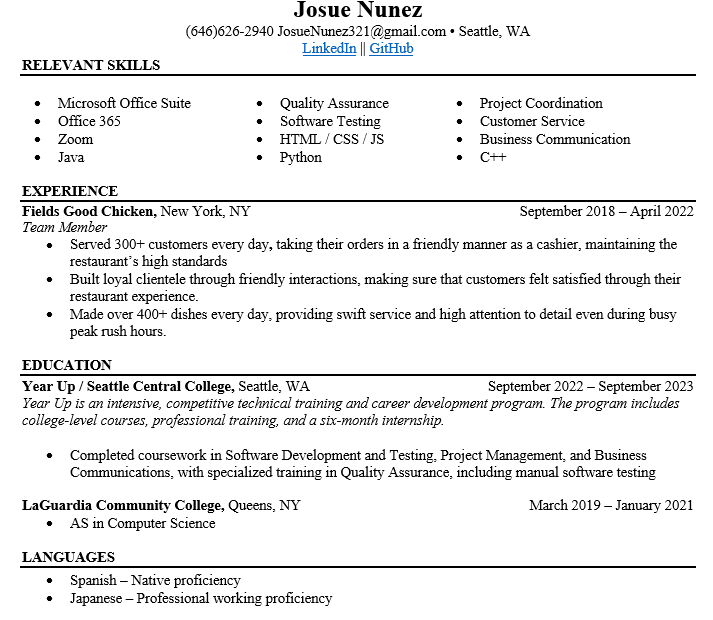 Josue Nunez
(646)626-2940 JosueNunez321@gmail.com • Seattle, WA
LinkedIn || GitHub
RELEVANT SKILLS
• Microsoft Office Suite • Quality Assurance • Project Coordination
• Office 365 • Software Testing • Customer Service
• Zoom • HTML / CSS / JS • Business Communication
• Java • Python • C++
EXPERIENCE
Fields Good Chicken, New York, NY September 2018 – April 2022
Team Member
• Served 300+ customers every day, taking their orders in a friendly manner as a cashier, maintaining the
restaurant’s high standards
• Built loyal clientele through friendly interactions, making sure that customers felt satisfied through their
restaurant experience.
• Made over 400+ dishes every day, providing swift service and high attention to detail even during busy
peak rush hours.
EDUCATION
Year Up / Seattle Central College, Seattle, WA September 2022 – September 2023
Year Up is an intensive, competitive technical training and career development program. The program includes
college-level courses, professional training, and a six-month internship.
• Completed coursework in Software Development and Testing, Project Management, and Business
Communications, with specialized training in Quality Assurance, including manual software testing
LaGuardia Community College, Queens, NY March 2019 – January 2021
• AS in Computer Science
LANGUAGES
• Spanish – Native proficiency
• Japanese – Professional working proficiency